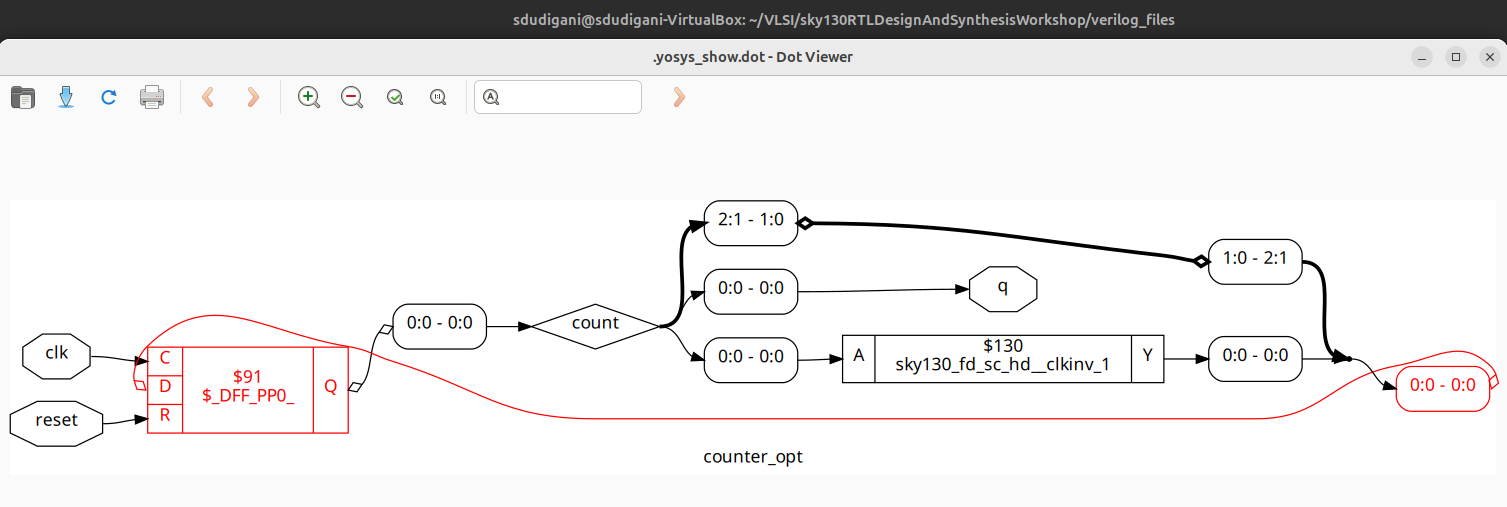 sdudigani@sdudigani-VirtualBox: ~/VLSI/sky130RTLDesignAndSynthesisWorkshop/verilog_files
.yosys_show.dot - Dot Viewer
2:1 - 1:0
1:0 - 2:1
0:0 - 0:0
q
0:0 - 0:0
count
clk
C
D
R
$91
$_DFF_PP0_
Q
reset
0:0 - 0:0
A
$130
sky130_fd_sc_hd__clkinv_1
Y
0:0 - 0:0
0:0 - 0:0
counter_opt